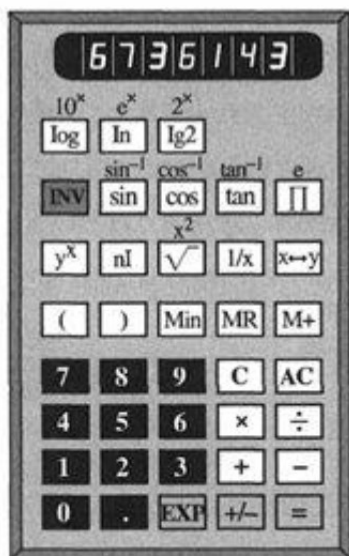 6736143
10ˣ eˣ 2ˣ
log ln lg2
sin⁻¹ cos⁻¹ tan⁻¹ e
INV sin cos tan ∏
x²
yˣ nI √ 1/x x↔y
( ) Min MR M+
7 8 9 C AC
4 5 6 × ÷
1 2 3 + −
0 . EXP +/− =